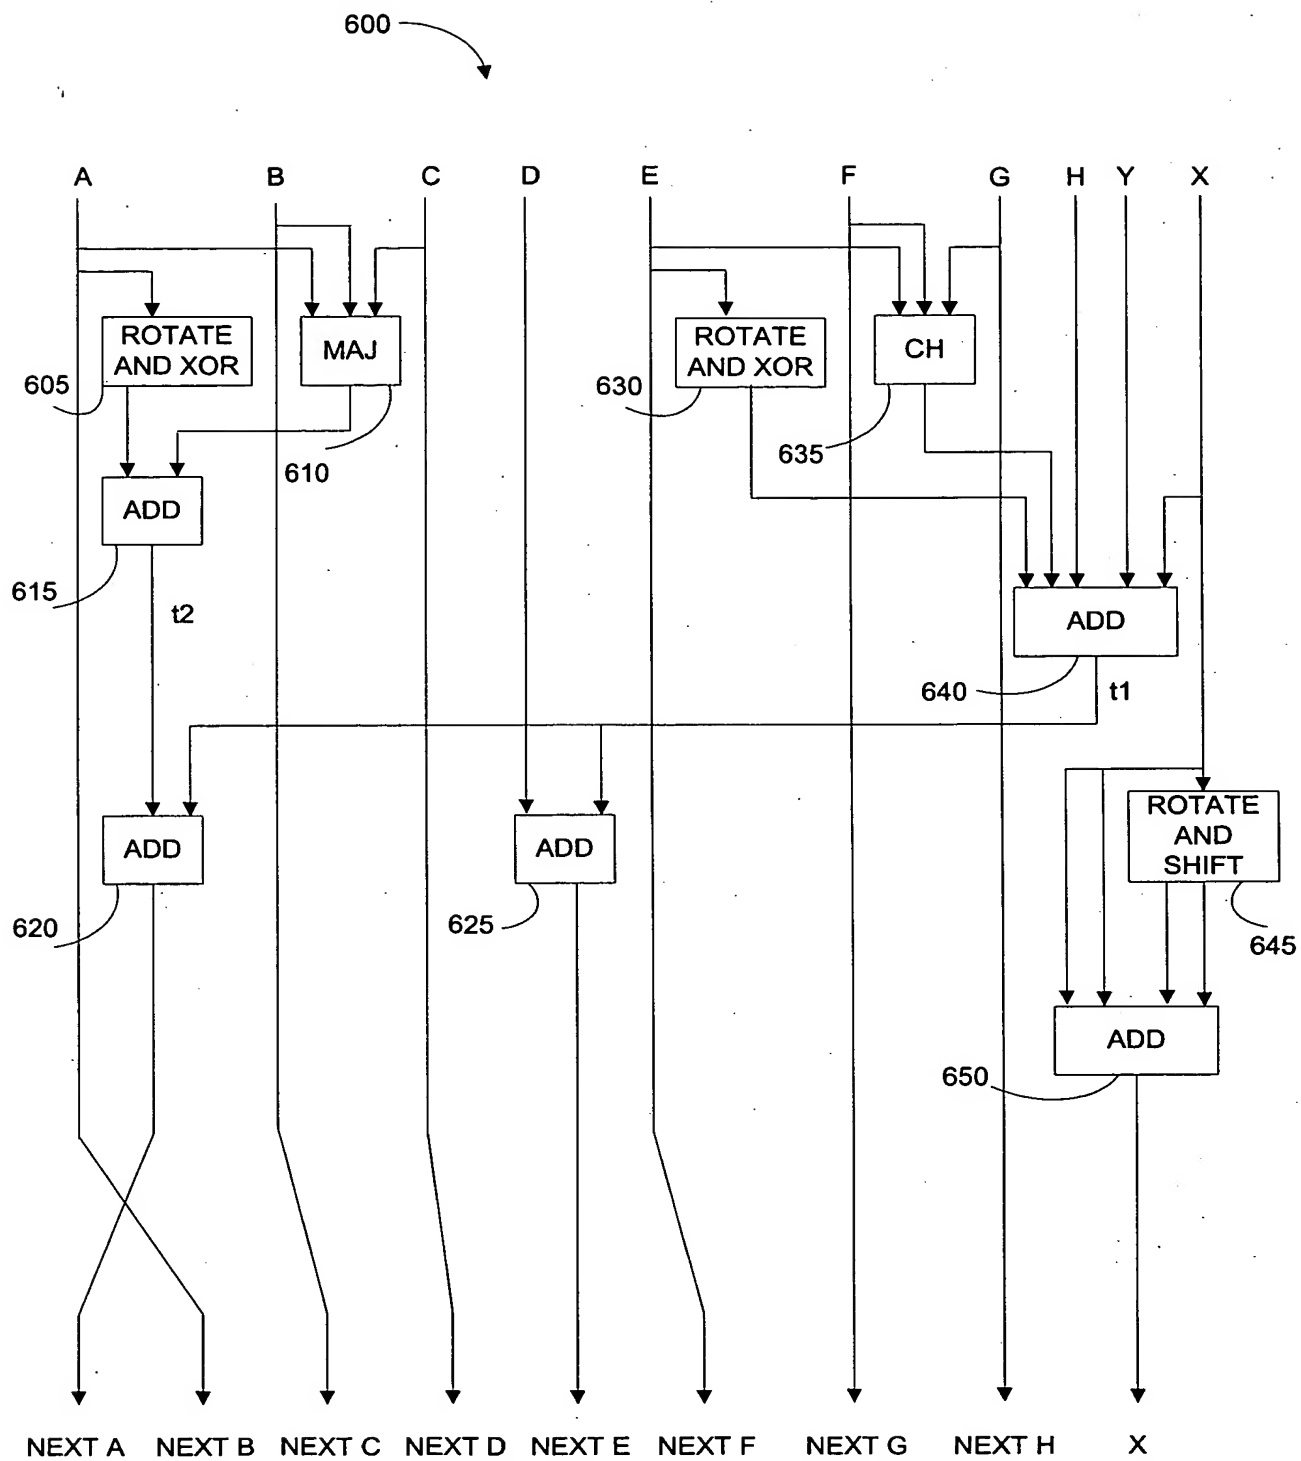 600
A B C D E F G H Y X
ROTATE
AND XOR
MAJ
ROTATE
AND XOR
CH
605
610
630
635
ADD
615
t2
ADD
640
t1
ADD
620
ADD
625
ROTATE
AND
SHIFT
645
ADD
650
NEXT A NEXT B NEXT C NEXT D NEXT E NEXT F NEXT G NEXT H X